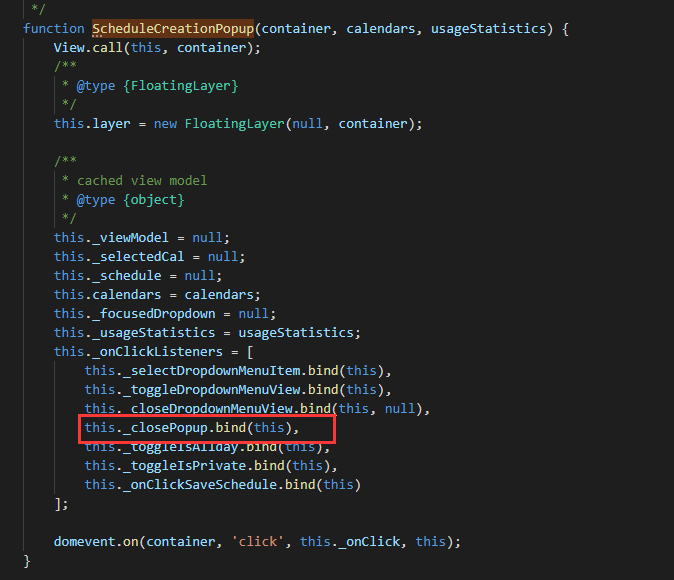 */
function ScheduleCreationPopup(container, calendars, usageStatistics) {
View.call(this, container);
/**
* @type {FloatingLayer}
*/
this.layer = new FloatingLayer(null, container);
/**
* cached view model
* @type {object}
*/
this._viewModel = null;
this._selectedCal = null;
this._schedule = null;
this.calendars = calendars;
this._focusedDropdown = null;
this._usageStatistics = usageStatistics;
this._onClickListeners = [
this._selectDropdownMenuItem.bind(this),
this._toggleDropdownMenuView.bind(this),
this._closeDropdownMenuView.bind(this, null),
this._closePopup.bind(this),
this._toggleIsAllday.bind(this),
this._toggleIsPrivate.bind(this),
this._onClickSaveSchedule.bind(this)
];
domevent.on(container, 'click', this._onClick, this);
}